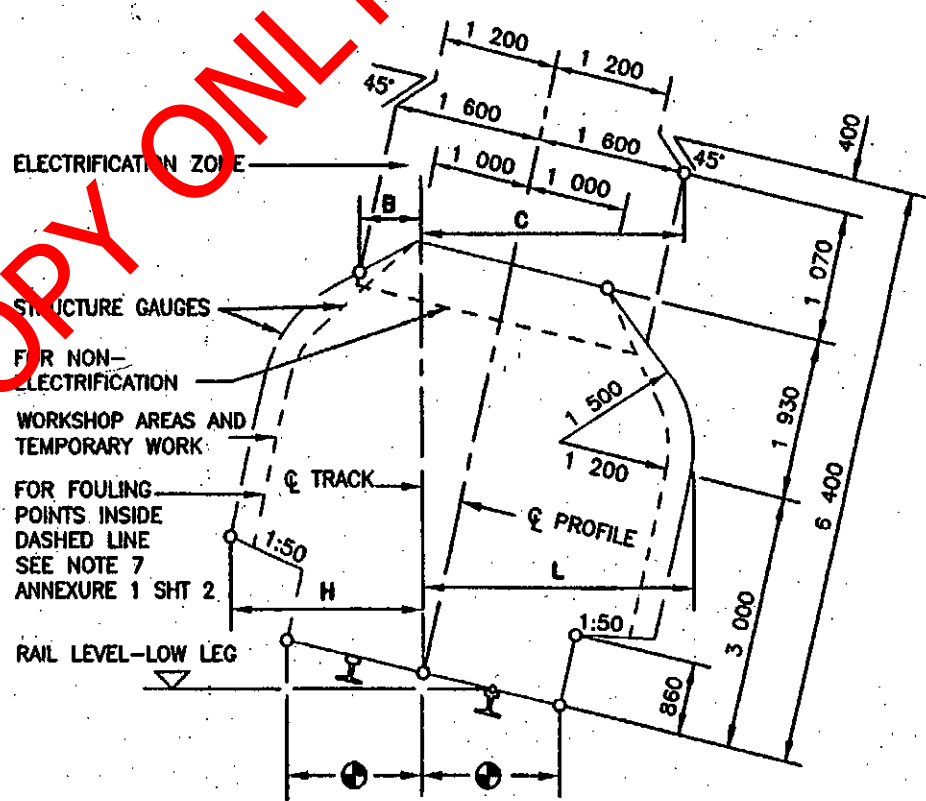 1 200
1 200
45°
1 600
1 600
45°
400
ELECTRIFICATION ZONE
1 000
1 000
B
C
1 070
STRUCTURE GAUGES
FOR NON-
ELECTRIFICATION
1 500
1 930
WORKSHOP AREAS AND
TEMPORARY WORK
1 200
6 400
℄ TRACK
FOR FOULING
POINTS INSIDE
DASHED LINE
SEE NOTE 7
ANNEXURE 1 SHT 2
℄ PROFILE
1:50
H
L
1:50
3 000
RAIL LEVEL-LOW LEG
860
COPY ONLY